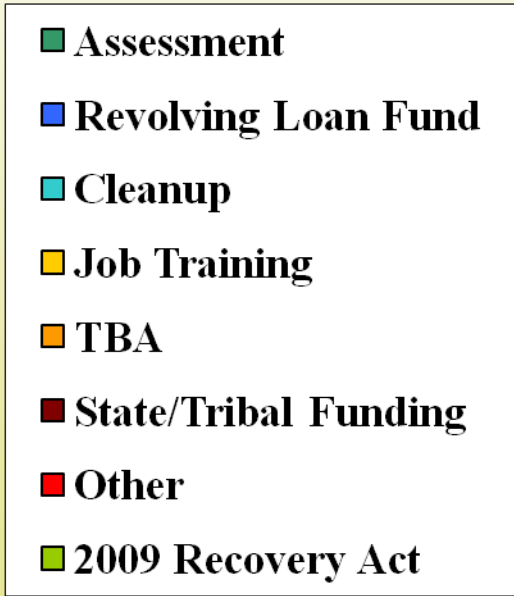 Assessment
Revolving Loan Fund
Cleanup
Job Training
TBA
State/Tribal Funding
Other
2009 Recovery Act